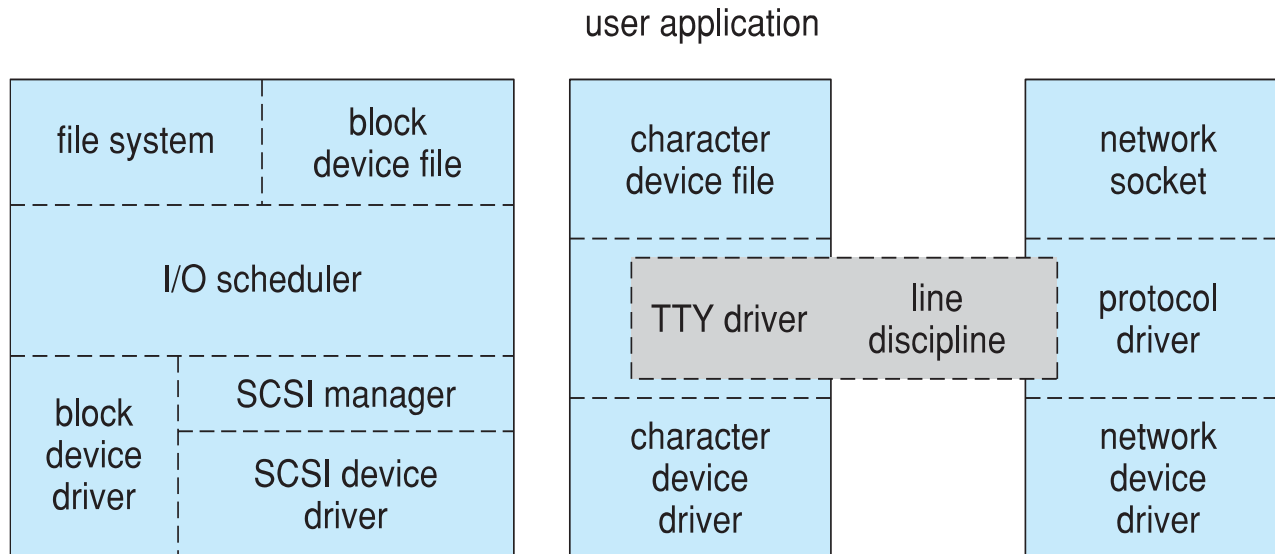 user application
file system
block
device file
I/O scheduler
block
device
driver
SCSI manager
SCSI device
driver
character
device file
TTY driver
line
discipline
character
device
driver
network
socket
protocol
driver
network
device
driver